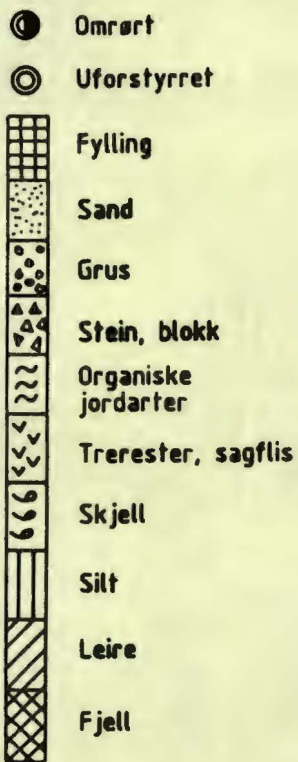 Omrørt
Uforstyrret
Fylling
Sand
Grus
Stein, blokk
Organiske
jordarter
Trerester, sagflis
Skjell
Silt
Leire
Fjell